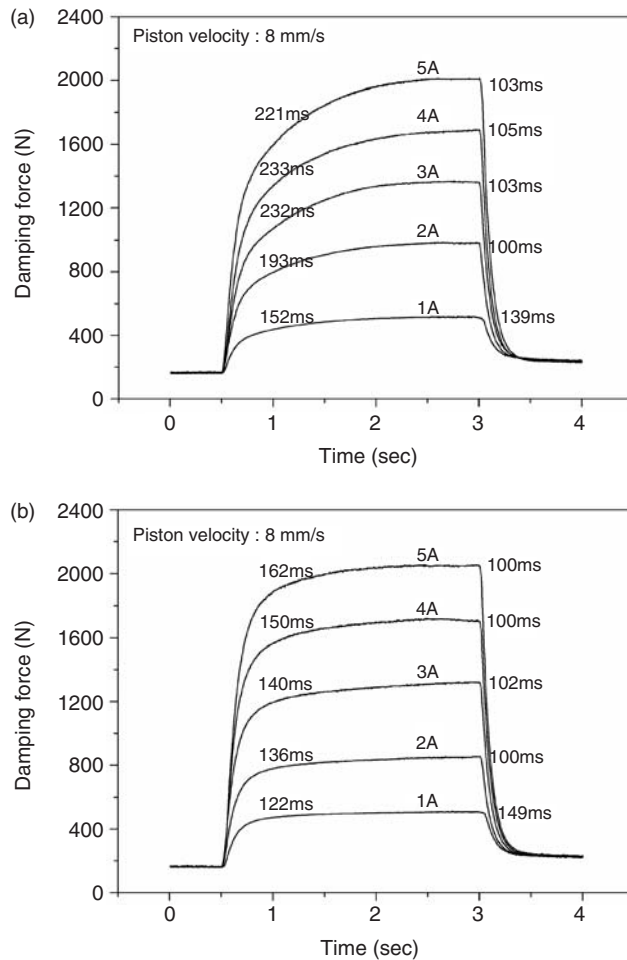 (a)
2400
Piston velocity : 8 mm/s
2000
5A
103ms
221ms
4A
105ms
1600
233ms
3A
103ms
1200
232ms
2A
100ms
193ms
800
1A
139ms
152ms
400
0
Damping force (N)
0 1 2 3 4
Time (sec)
(b)
2400
Piston velocity : 8 mm/s
2000
162ms
5A
100ms
150ms
4A
100ms
1600
140ms
3A
102ms
1200
136ms
2A
100ms
800
122ms
1A
149ms
400
0
Damping force (N)
0 1 2 3 4
Time (sec)